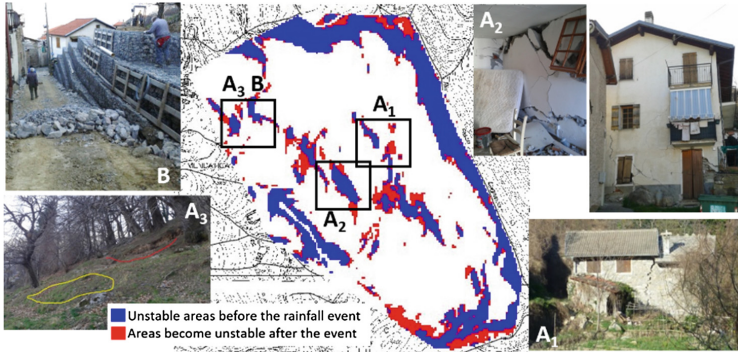 A2
A3 B
A1
B
A2
A3
Unstable areas before the rainfall event
Areas become unstable after the event
A1